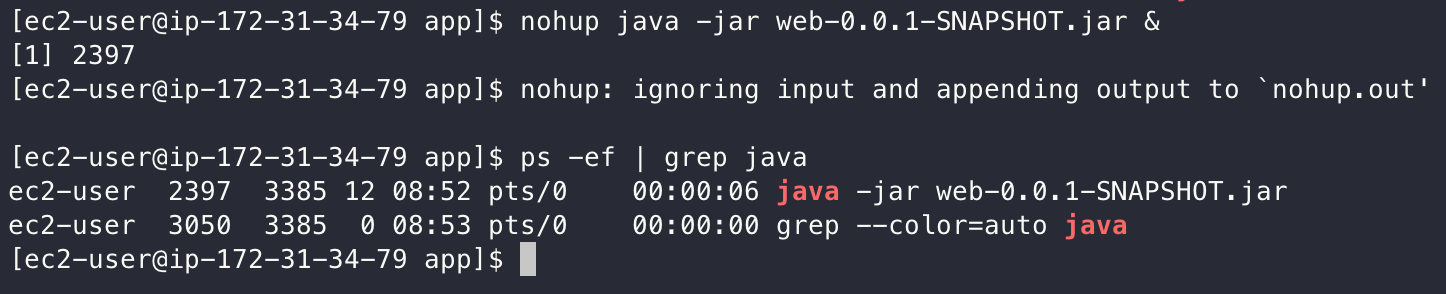 [ec2-user@ip-172-31-34-79 app]$ nohup java -jar web-0.0.1-SNAPSHOT.jar &
[1] 2397
[ec2-user@ip-172-31-34-79 app]$ nohup: ignoring input and appending output to `nohup.out'
[ec2-user@ip-172-31-34-79 app]$ ps -ef | grep java
ec2-user  2397  3385 12 08:52 pts/0    00:00:06 java -jar web-0.0.1-SNAPSHOT.jar
ec2-user  3050  3385  0 08:53 pts/0    00:00:00 grep --color=auto java
[ec2-user@ip-172-31-34-79 app]$